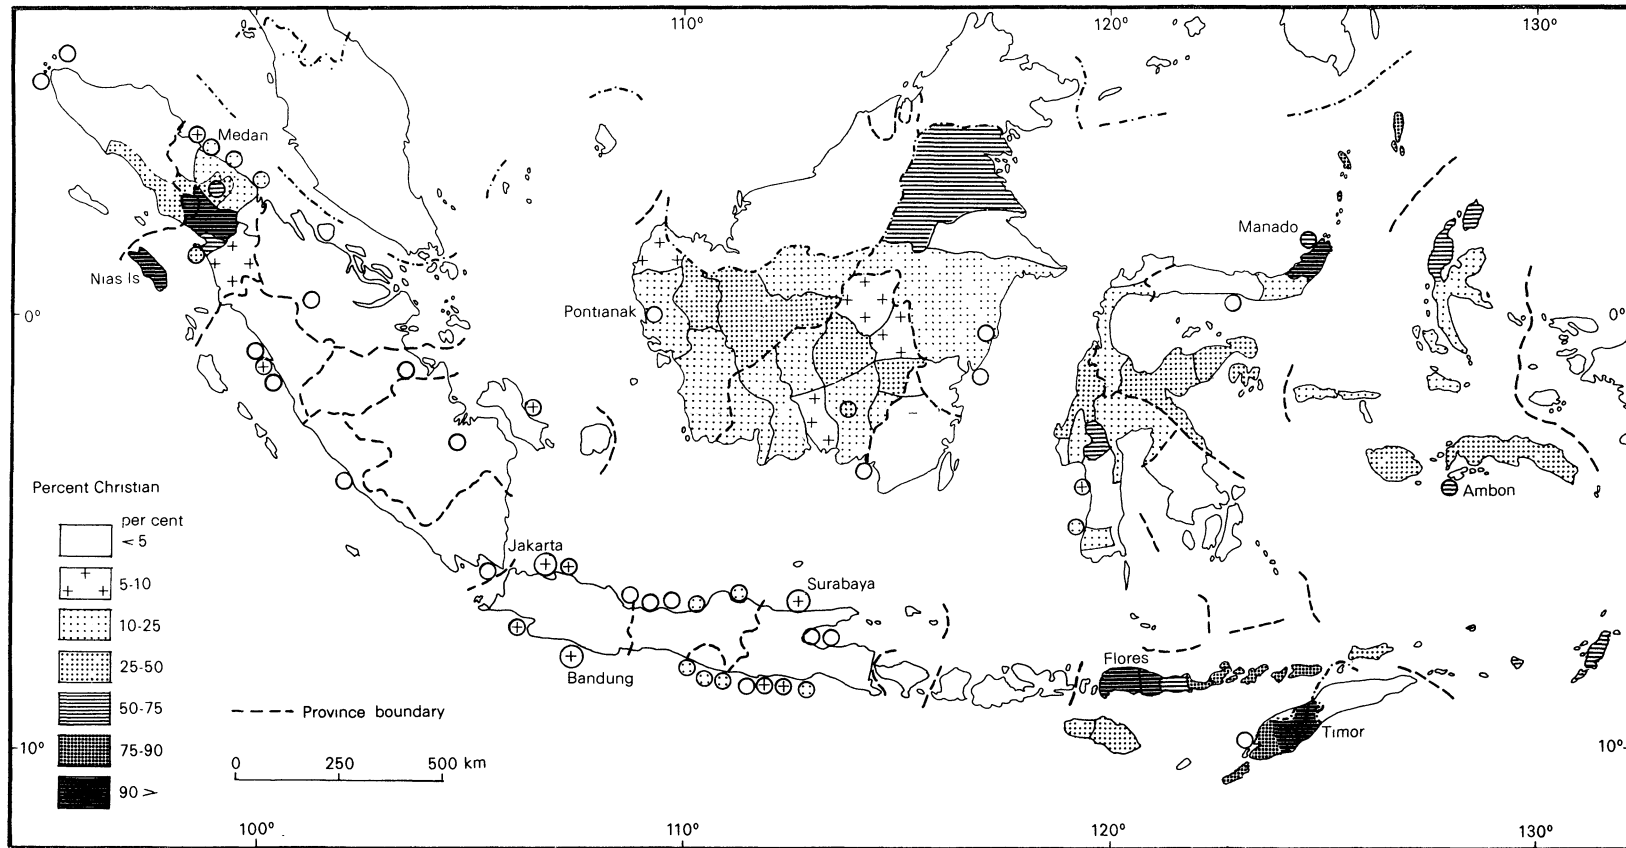 110°
120°
130°
Medan
Manado
Nias Is
Pontianak
0°
0°
Ambon
Percent Christian
per cent
< 5
5-10
10-25
25-50
50-75
75-90
90 >
Jakarta
Surabaya
Bandung
Flores
Timor
Province boundary
10°
10°
0 250 500 km
100°
110°
120°
130°